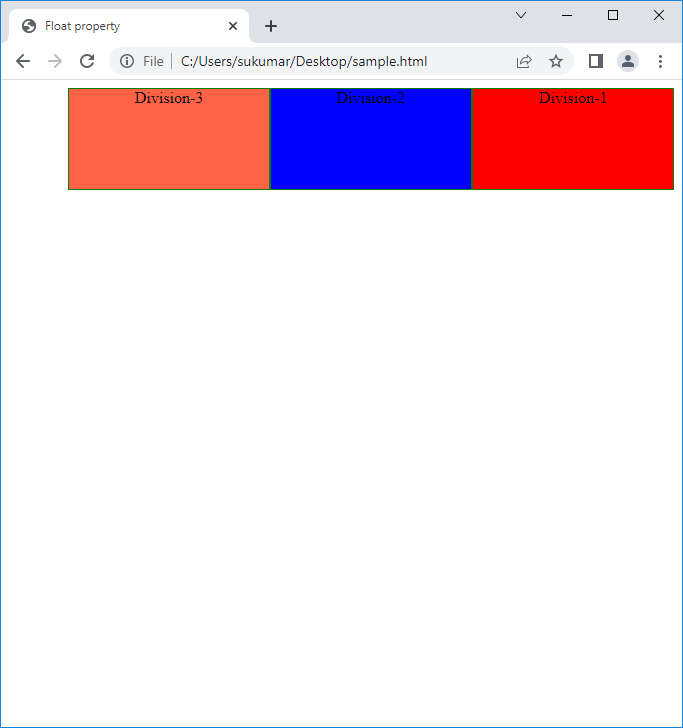 Float property
File
C:/Users/sukumar/Desktop/sample.html
Division-3 Division-2 Division-1